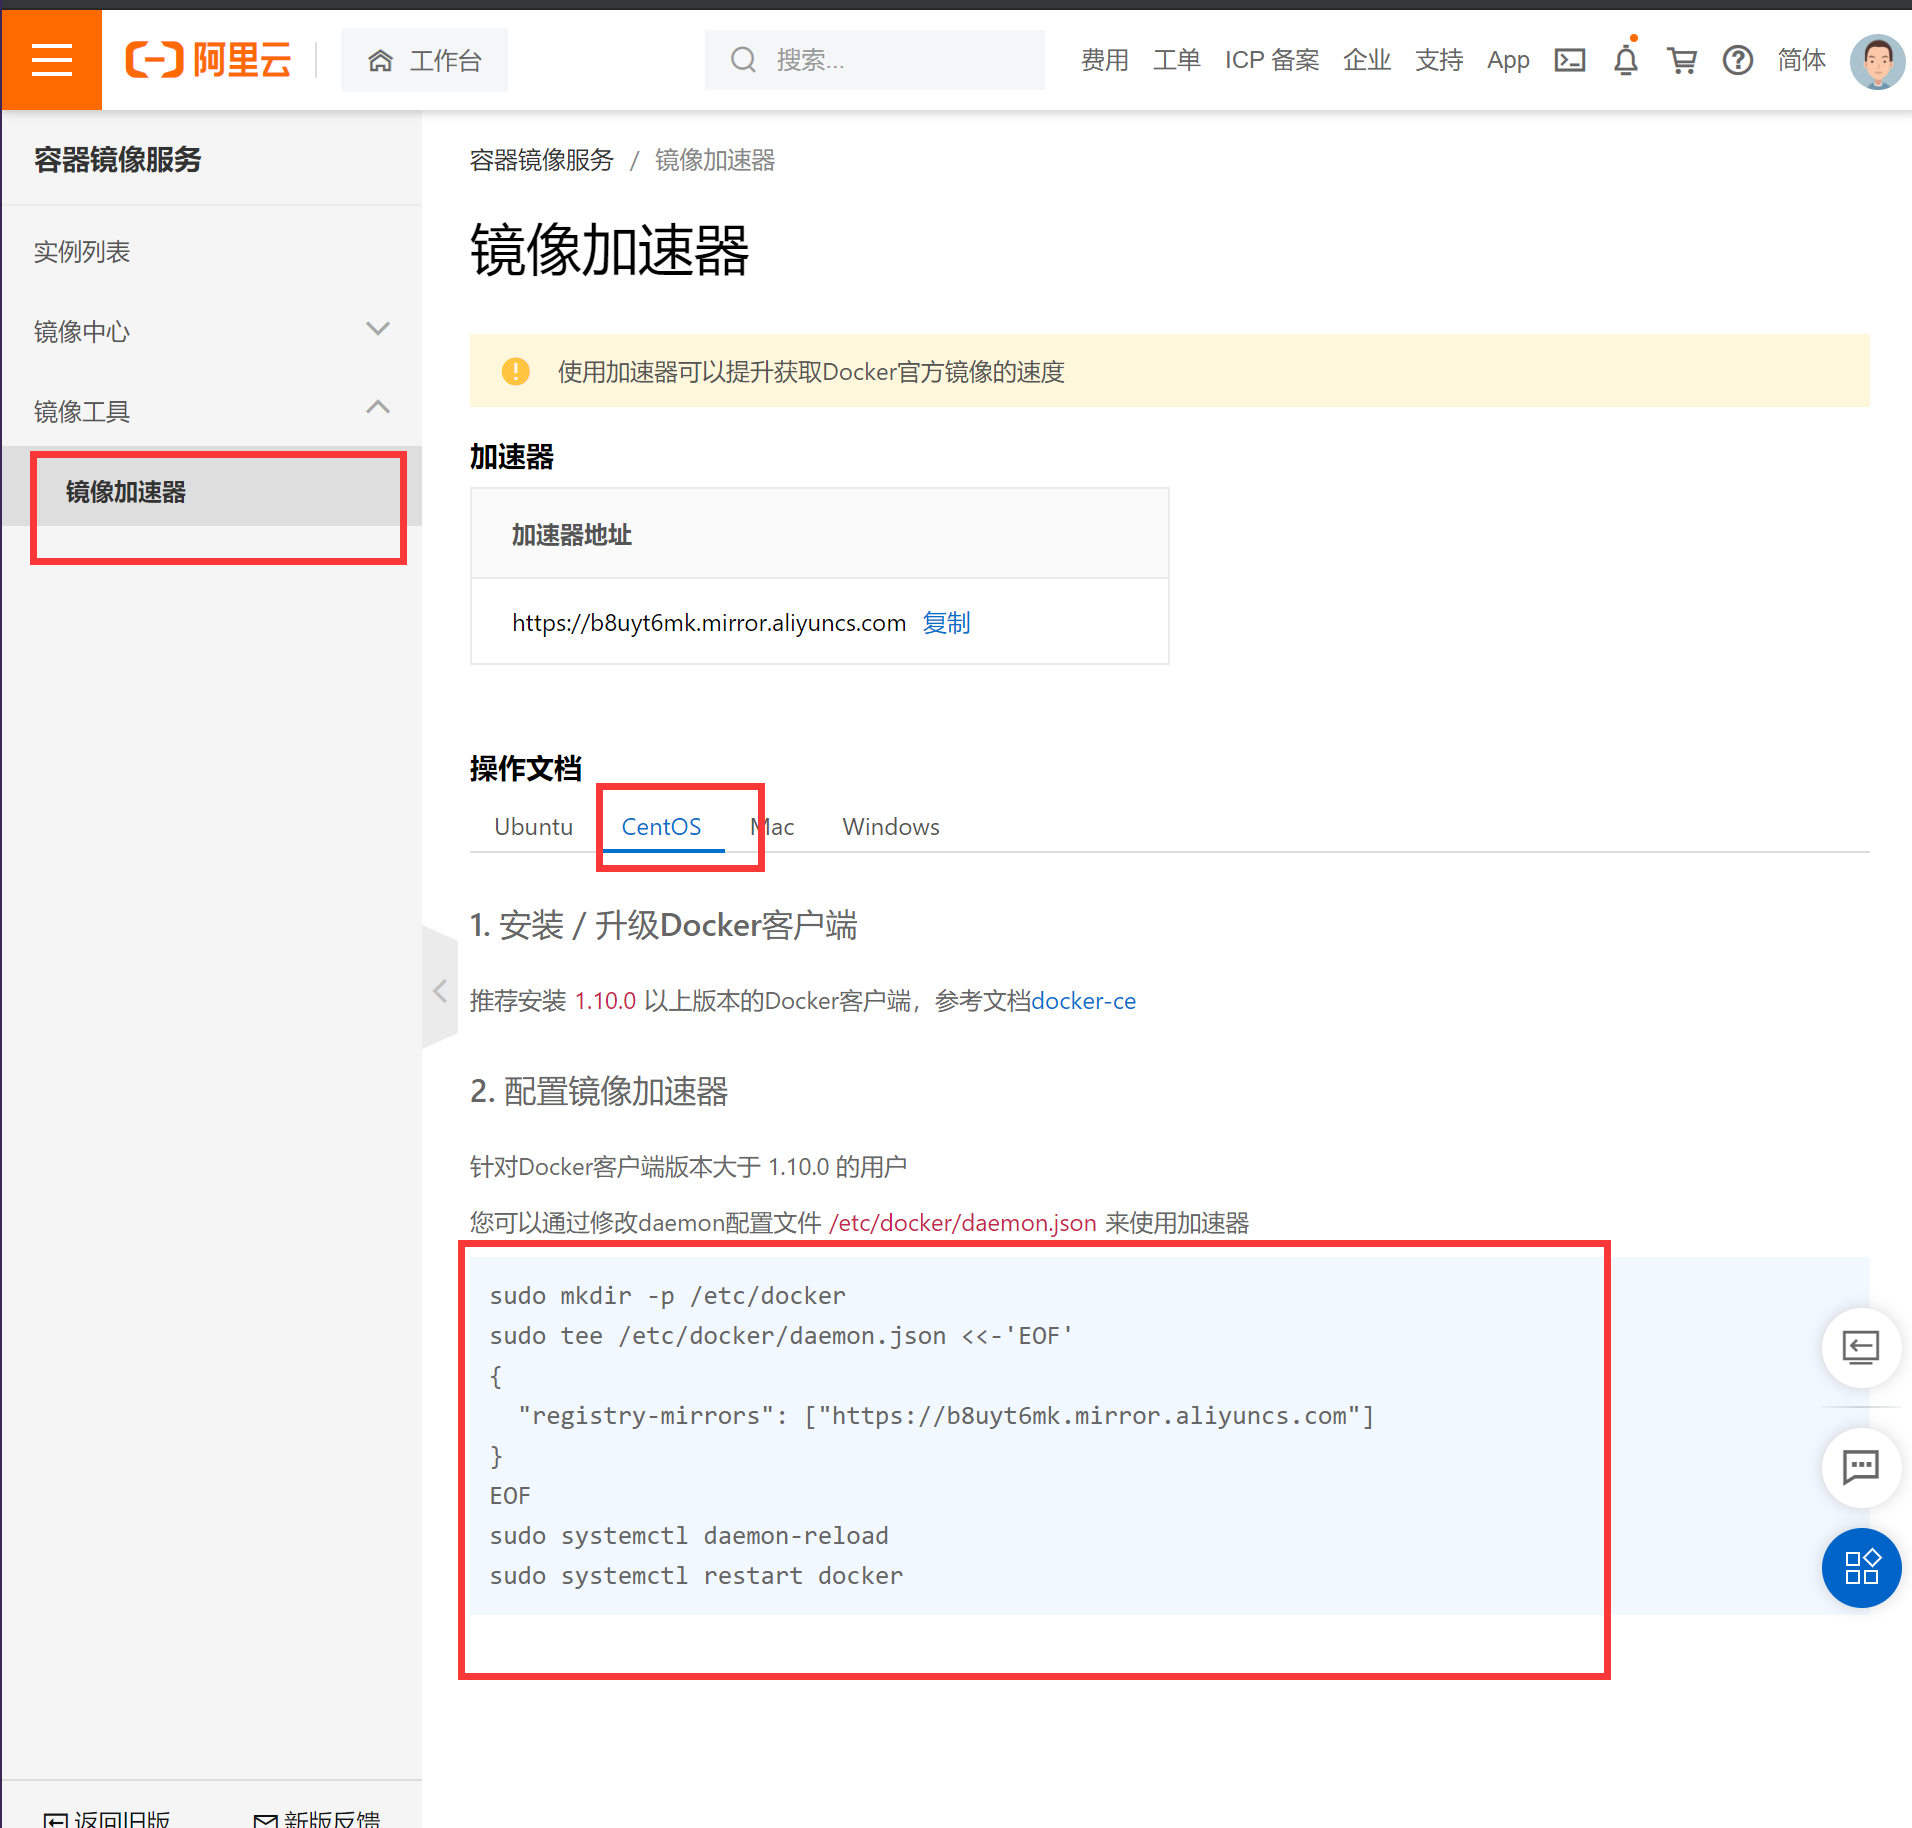 阿里云
工作台
搜索...
费用
工单
ICP 备案
企业
支持
App
简体
容器镜像服务
实例列表
镜像中心
镜像工具
镜像加速器
返回旧版
新版反馈
容器镜像服务 / 镜像加速器
镜像加速器
使用加速器可以提升获取Docker官方镜像的速度
加速器
加速器地址
https://b8uyt6mk.mirror.aliyuncs.com 复制
操作文档
Ubuntu
CentOS
Mac
Windows
1. 安装 / 升级Docker客户端
推荐安装 1.10.0 以上版本的Docker客户端，参考文档docker-ce
2. 配置镜像加速器
针对Docker客户端版本大于 1.10.0 的用户
您可以通过修改daemon配置文件 /etc/docker/daemon.json 来使用加速器
sudo mkdir -p /etc/docker
sudo tee /etc/docker/daemon.json <<-'EOF'
{
  "registry-mirrors": ["https://b8uyt6mk.mirror.aliyuncs.com"]
}
EOF
sudo systemctl daemon-reload
sudo systemctl restart docker